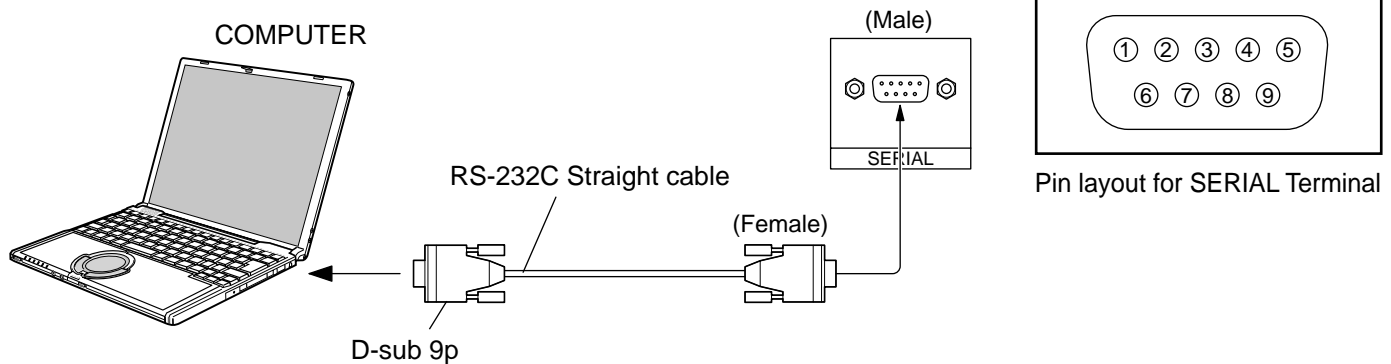 COMPUTER
(Male)
SERIAL
① ② ③ ④ ⑤
⑥ ⑦ ⑧ ⑨
Pin layout for SERIAL Terminal
RS-232C Straight cable
(Female)
D-sub 9p